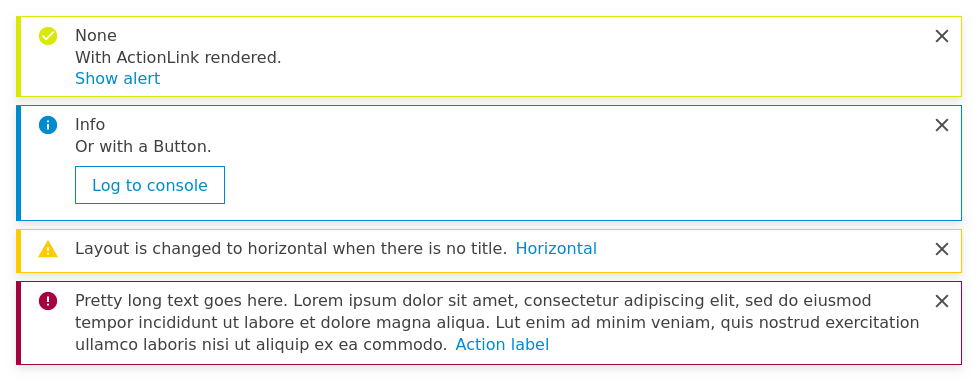 None
With ActionLink rendered.
Show alert
Info
Or with a Button.
Log to console
Layout is changed to horizontal when there is no title. Horizontal
Pretty long text goes here. Lorem ipsum dolor sit amet, consectetur adipiscing elit, sed do eiusmod
tempor incididunt ut labore et dolore magna aliqua. Lut enim ad minim veniam, quis nostrud exercitation
ullamco laboris nisi ut aliquip ex ea commodo. Action label